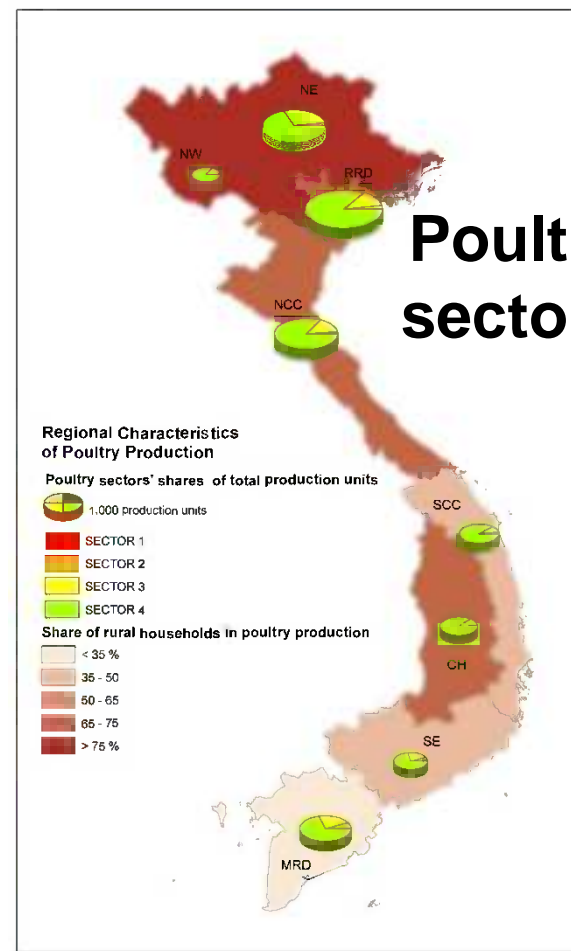 NE
NW
RRD
Poult
secto
NCC
Regional Characteristics
of Poultry Production
Poultry sectors' shares of total production units
1.000 production units
SECTOR 1
SECTOR 2
SECTOR 3
SECTOR 4
Share of rural households in poultry production
< 35 %
35 - 50
50 - 65
65 - 75
> 75 %
SCC
CH
SE
MRD